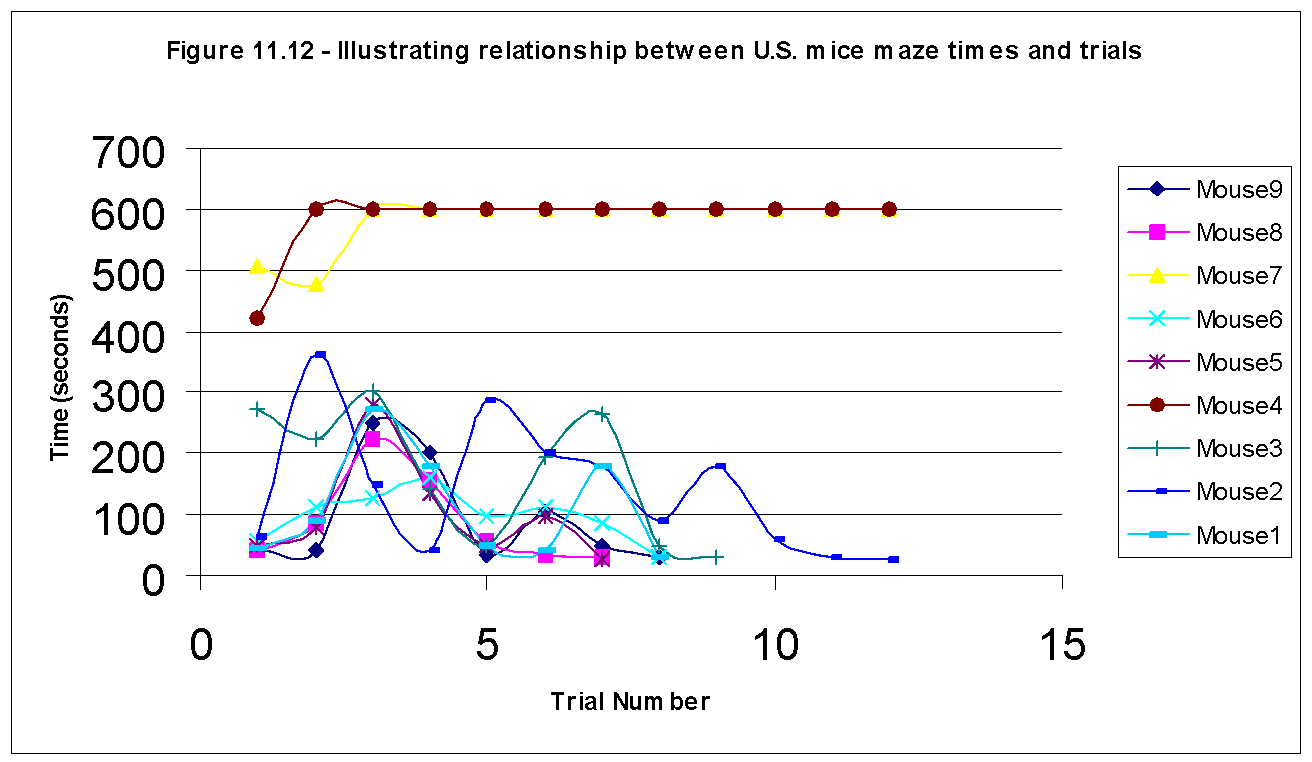 Figure 11.12 - Illustrating relationship between U.S. mice maze times and trials
700
600
500
400
300
200
100
0
Time (seconds)
0 5 10 15
Trial Number
Mouse9
Mouse8
Mouse7
Mouse6
Mouse5
Mouse4
Mouse3
Mouse2
Mouse1